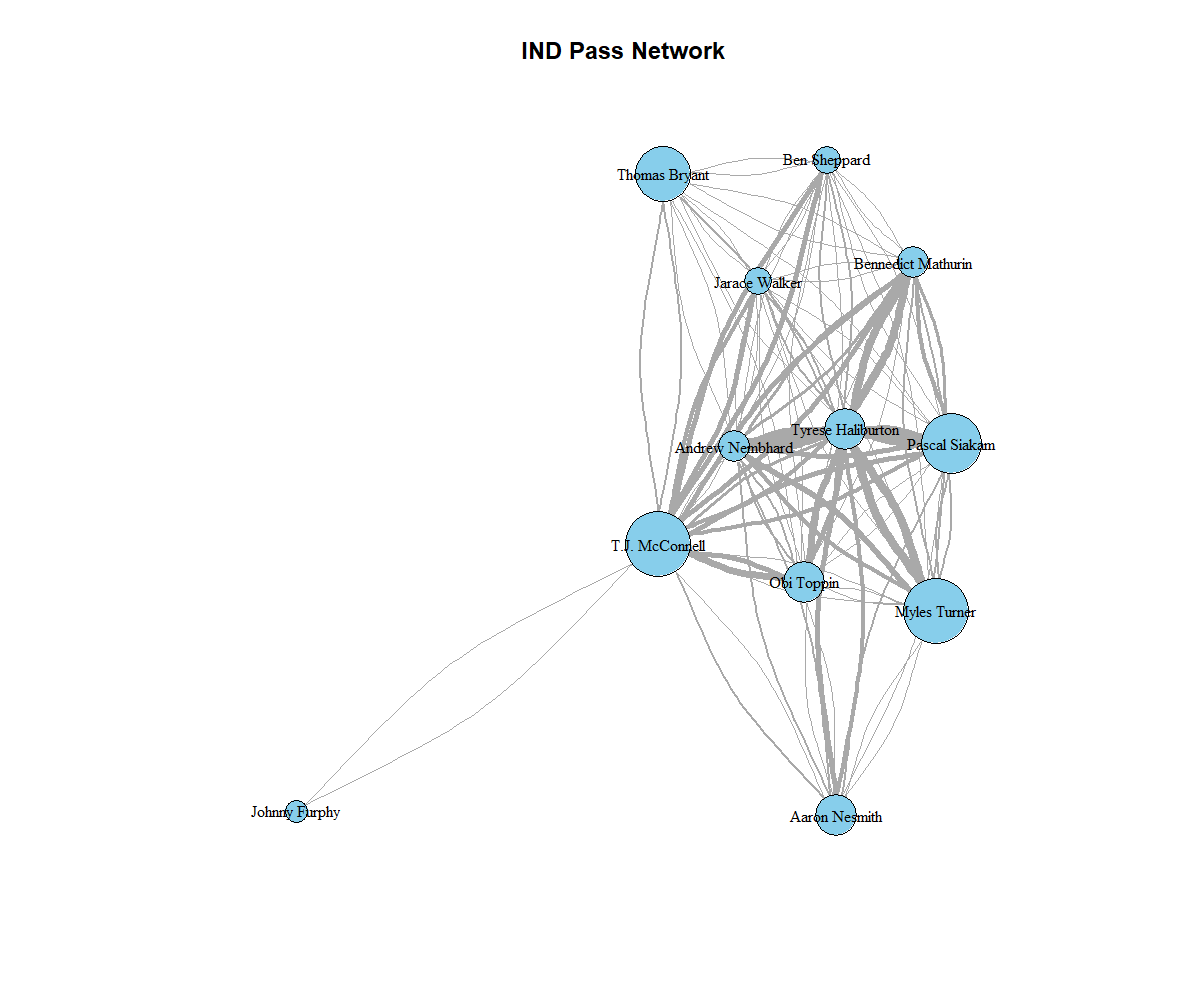 IND Pass Network
Thomas Bryant
Ben Sheppard
Bennedict Mathurin
Jarace Walker
Tyrese Haliburton
Andrew Nembhard
Pascal Siakam
T.J. McConnell
Obi Toppin
Myles Turner
Johnny Furphy
Aaron Nesmith